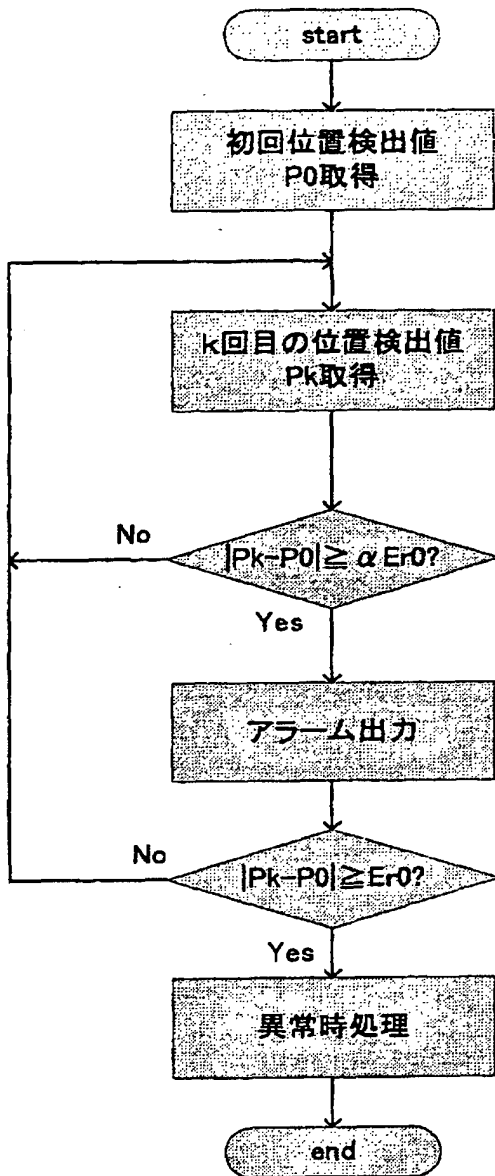 start
初回位置検出値
P0取得
k回目の位置検出値
Pk取得
No
|Pk-P0|≧αEr0?
Yes
アラーム出力
No
|Pk-P0|≧Er0?
Yes
異常時処理
end